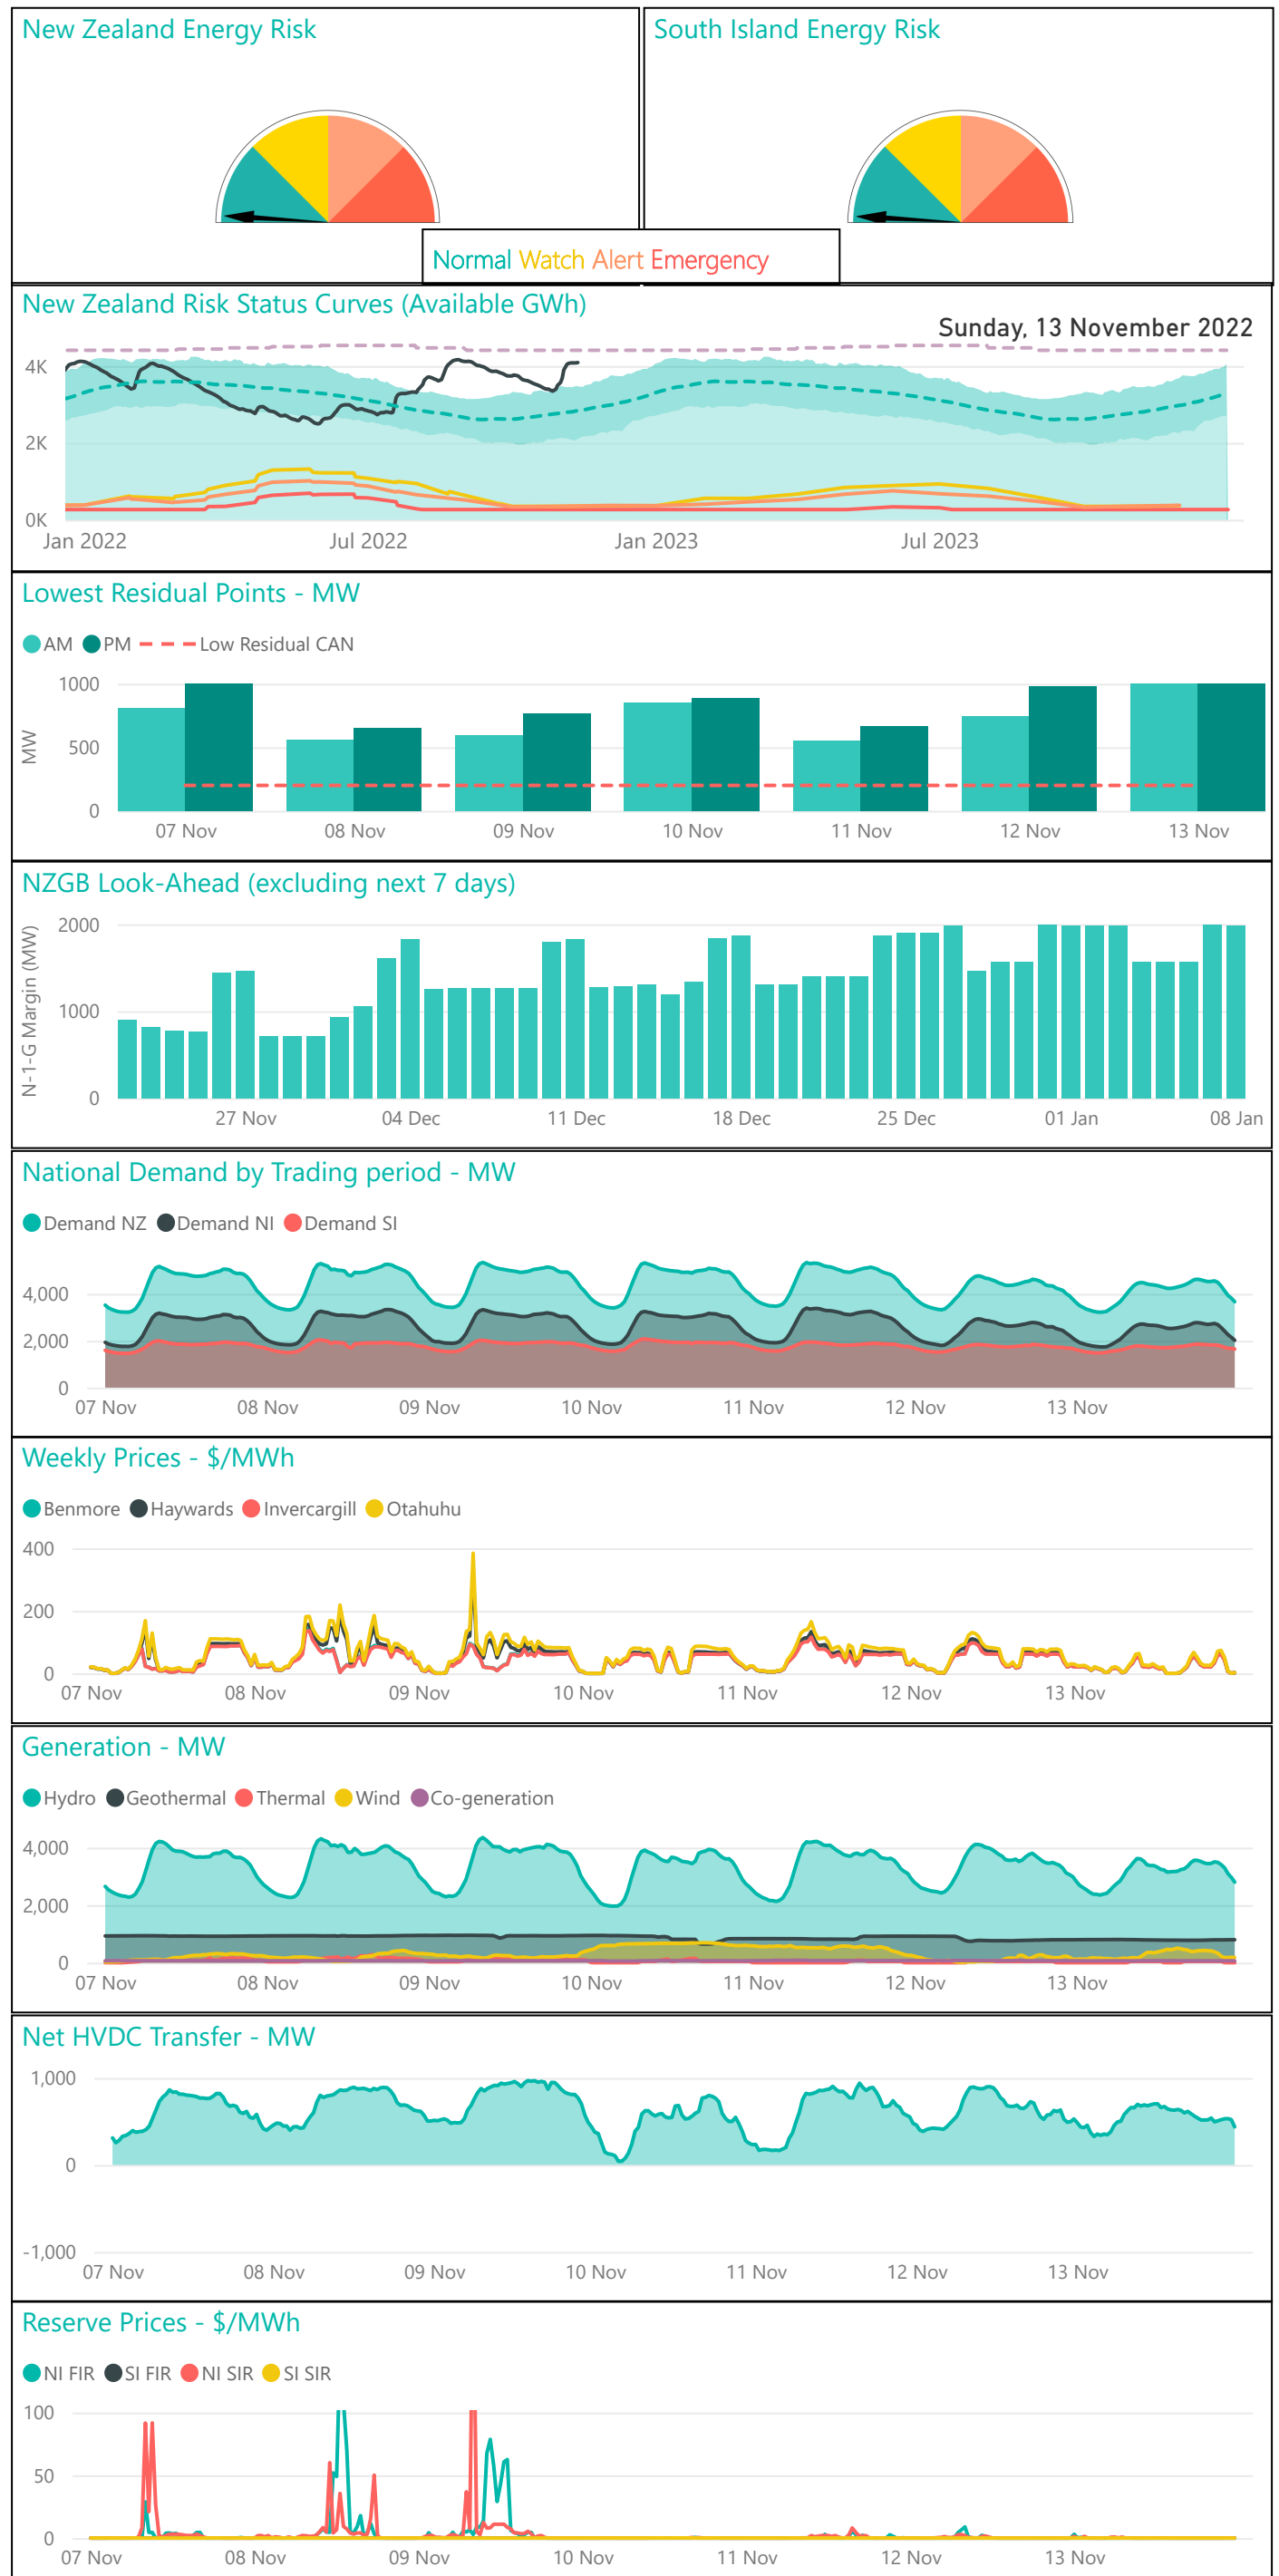 New Zealand Energy Risk
South Island Energy Risk
Normal Watch Alert Emergency
New Zealand Risk Status Curves (Available GWh)
Sunday, 13 November 2022
4K
2K
0K
Jan 2022 Jul 2022 Jan 2023 Jul 2023
Lowest Residual Points - MW
AM PM Low Residual CAN
MW
1000
500
0
07 Nov 08 Nov 09 Nov 10 Nov 11 Nov 12 Nov 13 Nov
NZGB Look-Ahead (excluding next 7 days)
N-1-G Margin (MW)
2000
1000
0
27 Nov 04 Dec 11 Dec 18 Dec 25 Dec 01 Jan 08 Jan
National Demand by Trading period - MW
Demand NZ Demand NI Demand SI
4,000
2,000
0
07 Nov 08 Nov 09 Nov 10 Nov 11 Nov 12 Nov 13 Nov
Weekly Prices - $/MWh
Benmore Haywards Invercargill Otahuhu
400
200
0
07 Nov 08 Nov 09 Nov 10 Nov 11 Nov 12 Nov 13 Nov
Generation - MW
Hydro Geothermal Thermal Wind Co-generation
4,000
2,000
0
07 Nov 08 Nov 09 Nov 10 Nov 11 Nov 12 Nov 13 Nov
Net HVDC Transfer - MW
1,000
0
-1,000
07 Nov 08 Nov 09 Nov 10 Nov 11 Nov 12 Nov 13 Nov
Reserve Prices - $/MWh
NI FIR SI FIR NI SIR SI SIR
100
50
0
07 Nov 08 Nov 09 Nov 10 Nov 11 Nov 12 Nov 13 Nov